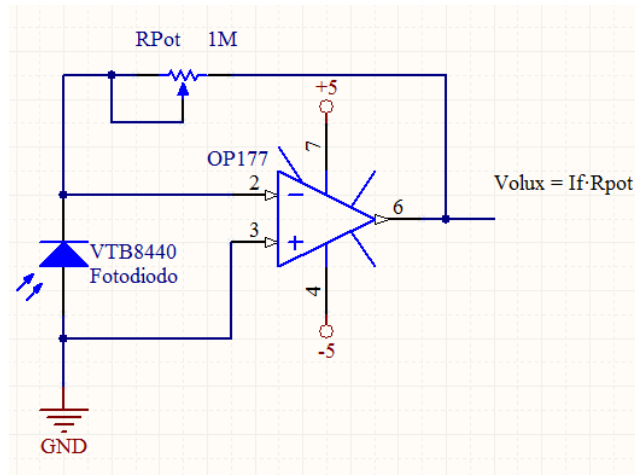 RPot 1M
+5
OP177
7
2
-
6
Volux = If·Rpot
3
+
VTB8440
Fotodiodo
4
-5
GND